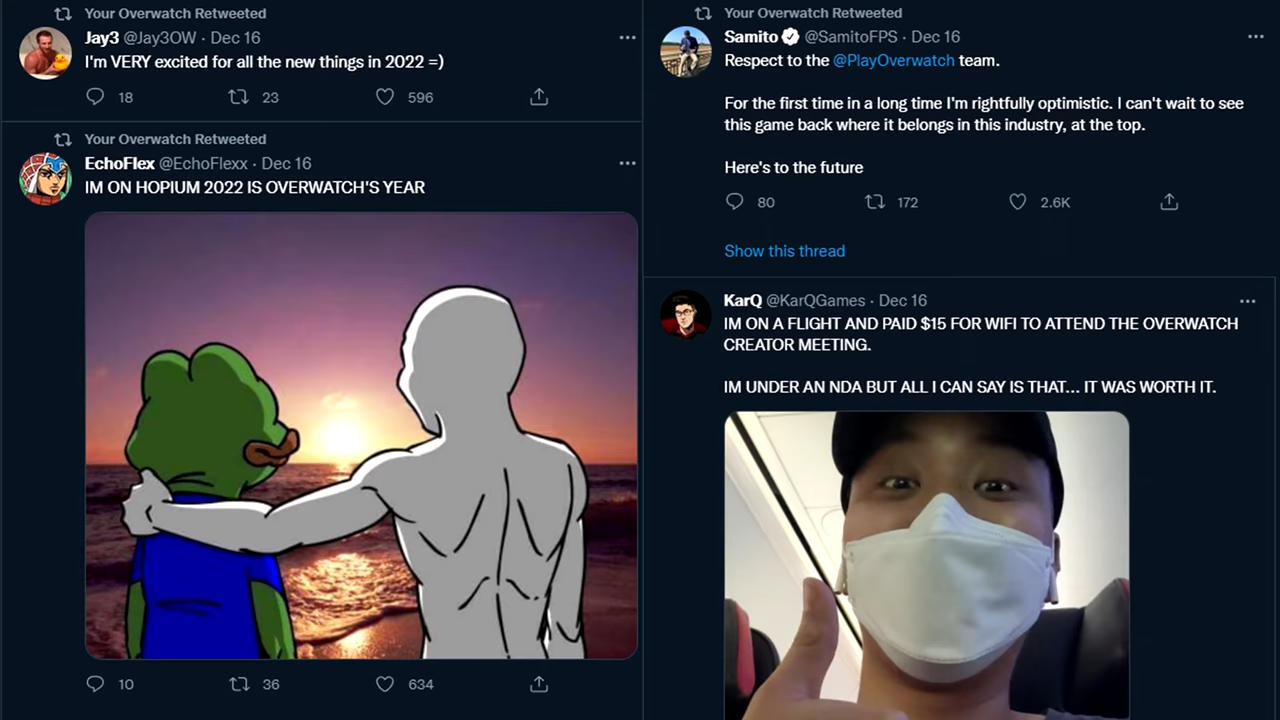 Your Overwatch Retweeted
Jay3 @Jay3OW · Dec 16
I'm VERY excited for all the new things in 2022 =)
18 23 596
Your Overwatch Retweeted
EchoFlex @EchoFlexx · Dec 16
IM ON HOPIUM 2022 IS OVERWATCH'S YEAR
10 36 634
Your Overwatch Retweeted
Samito @SamitoFPS · Dec 16
Respect to the @PlayOverwatch team.
For the first time in a long time I'm rightfully optimistic. I can't wait to see
this game back where it belongs in this industry, at the top.
Here's to the future
80 172 2.6K
Show this thread
KarQ @KarQGames · Dec 16
IM ON A FLIGHT AND PAID $15 FOR WIFI TO ATTEND THE OVERWATCH
CREATOR MEETING.
IM UNDER AN NDA BUT ALL I CAN SAY IS THAT... IT WAS WORTH IT.